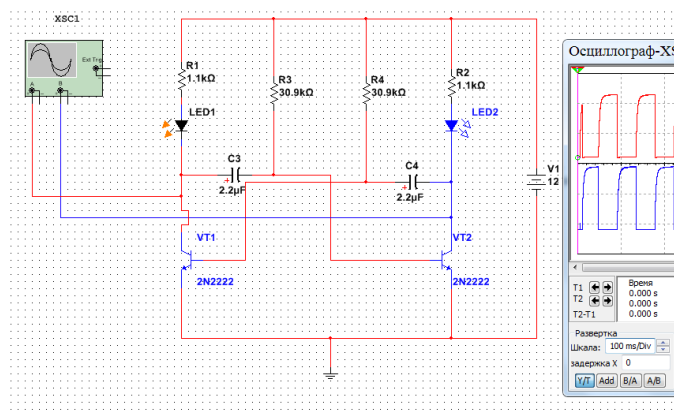 XSC1
Ext Trig
A
B
R1
1.1kΩ
LED1
R3
30.9kΩ
R4
30.9kΩ
R2
1.1kΩ
LED2
C3
+
2.2µF
C4
+
2.2µF
V1
12
VT1
2N2222
VT2
2N2222
Осциллограф-XS
1
T1
T2
T2-T1
Время
0.000 s
0.000 s
0.000 s
Развертка
Шкала: 100 ms/Div
задержка X 0
Y/T Add B/A A/B